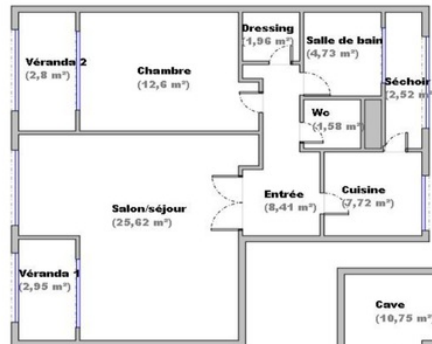 Dressing
(1,96 m²)
Salle de bain
(4,73 m²)
Véranda 2
(2,8 m²)
Chambre
(12,6 m²)
Séchoir
(2,52 m²)
Wc
(1,58 m²)
Entrée
(8,41 m²)
Cuisine
(7,72 m²)
Salon/séjour
(25,62 m²)
Véranda 1
(2,95 m²)
Cave
(10,75 m²)